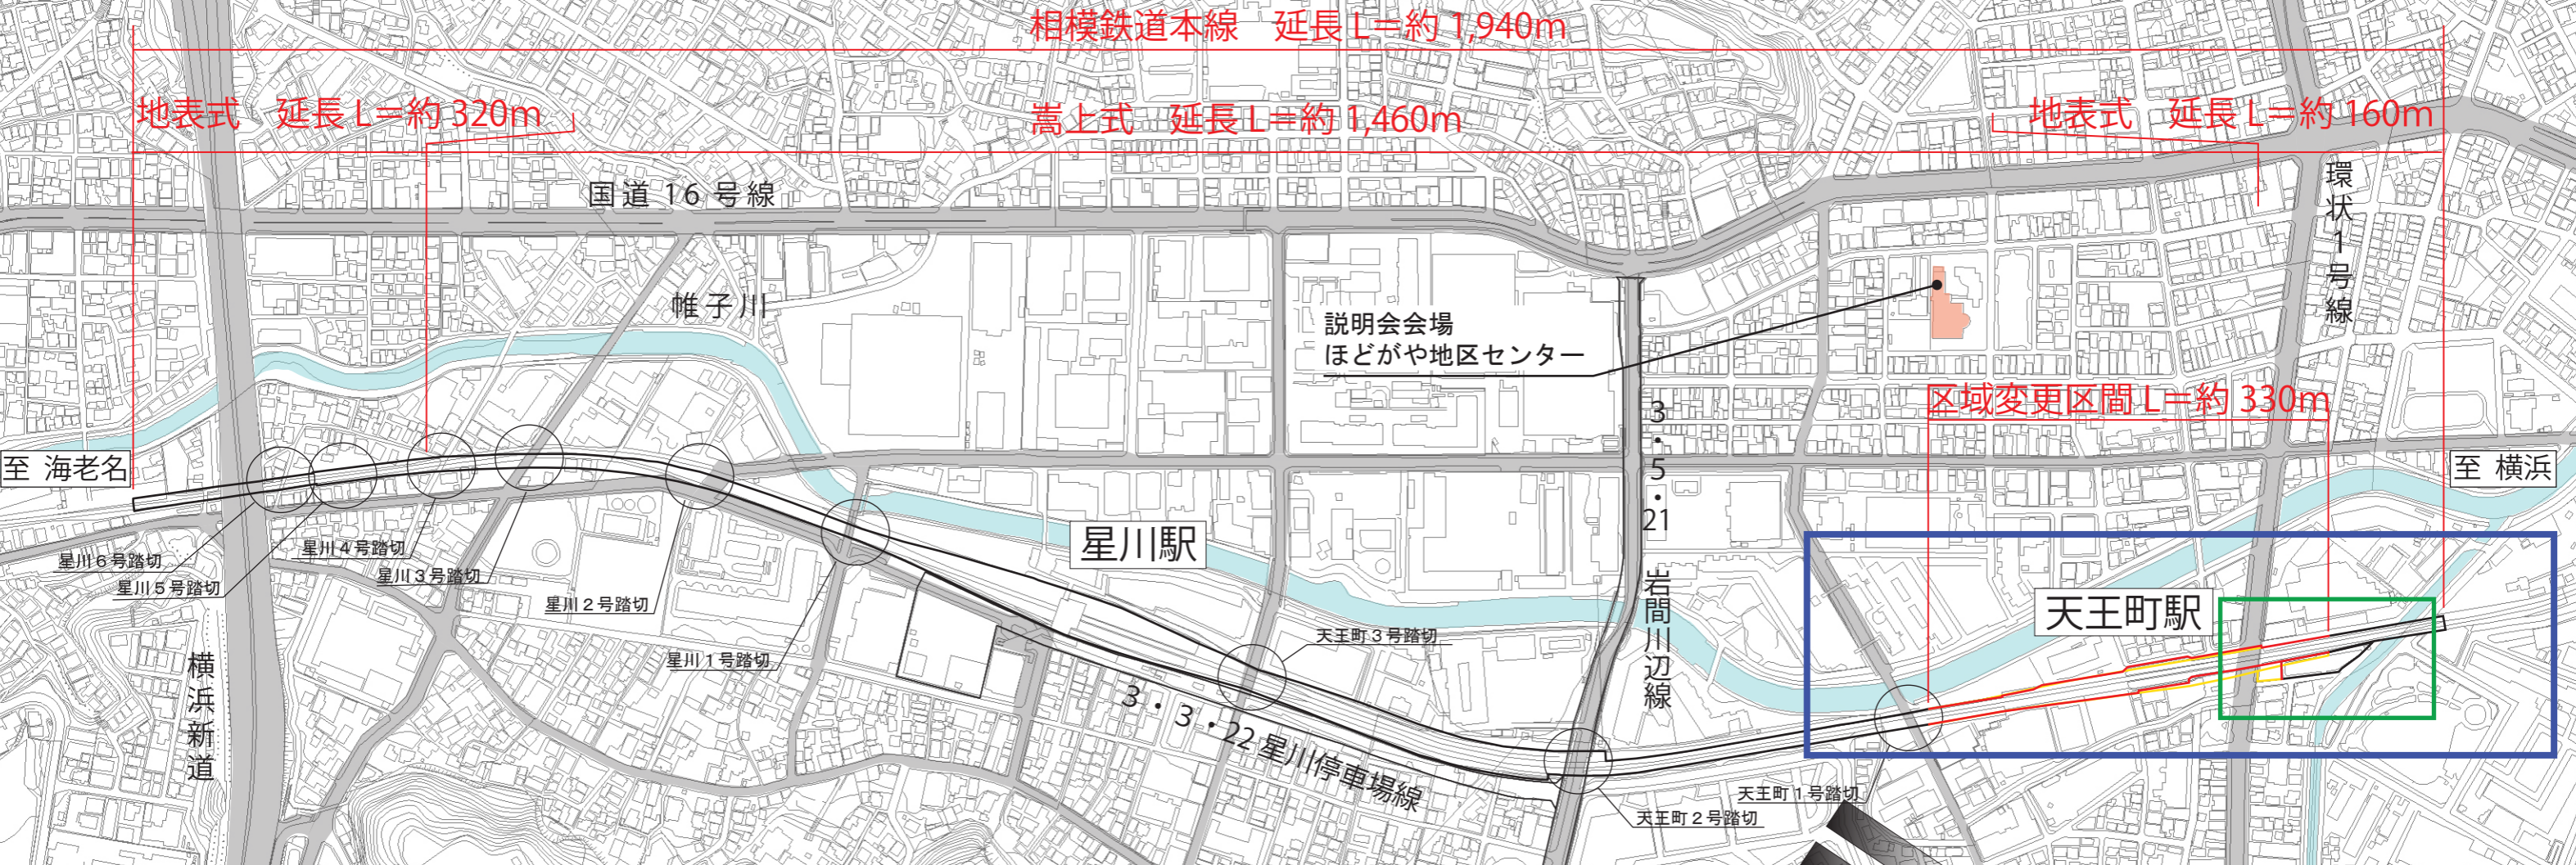 相模鉄道本線　延長 L＝約 1,940m
地表式　延長 L＝約 320m
嵩上式　延長 L＝約 1,460m
地表式　延長 L＝約 160m
国道 16 号線
環状1号線
帷子川
説明会会場
ほどがや地区センター
区域変更区間 L＝約 330m
3・5・21
岩間川辺線
至 海老名
至 横浜
星川駅
天王町駅
星川６号踏切
星川５号踏切
星川４号踏切
星川３号踏切
星川２号踏切
星川１号踏切
天王町３号踏切
天王町２号踏切
天王町１号踏切
横浜新道
3・3・22 星川停車場線